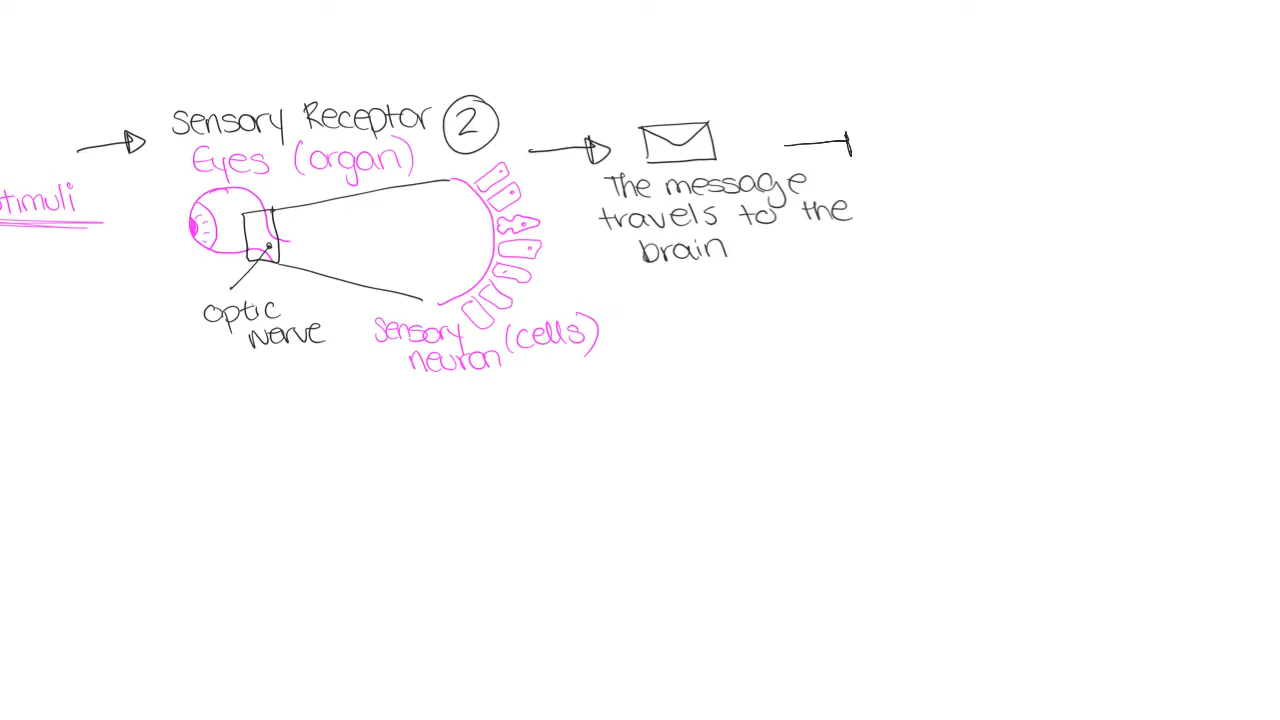 Sensory Receptor 2
Eyes (organ)
timuli
The message
travels to the
brain
optic
nerve
sensory
neuron (cells)